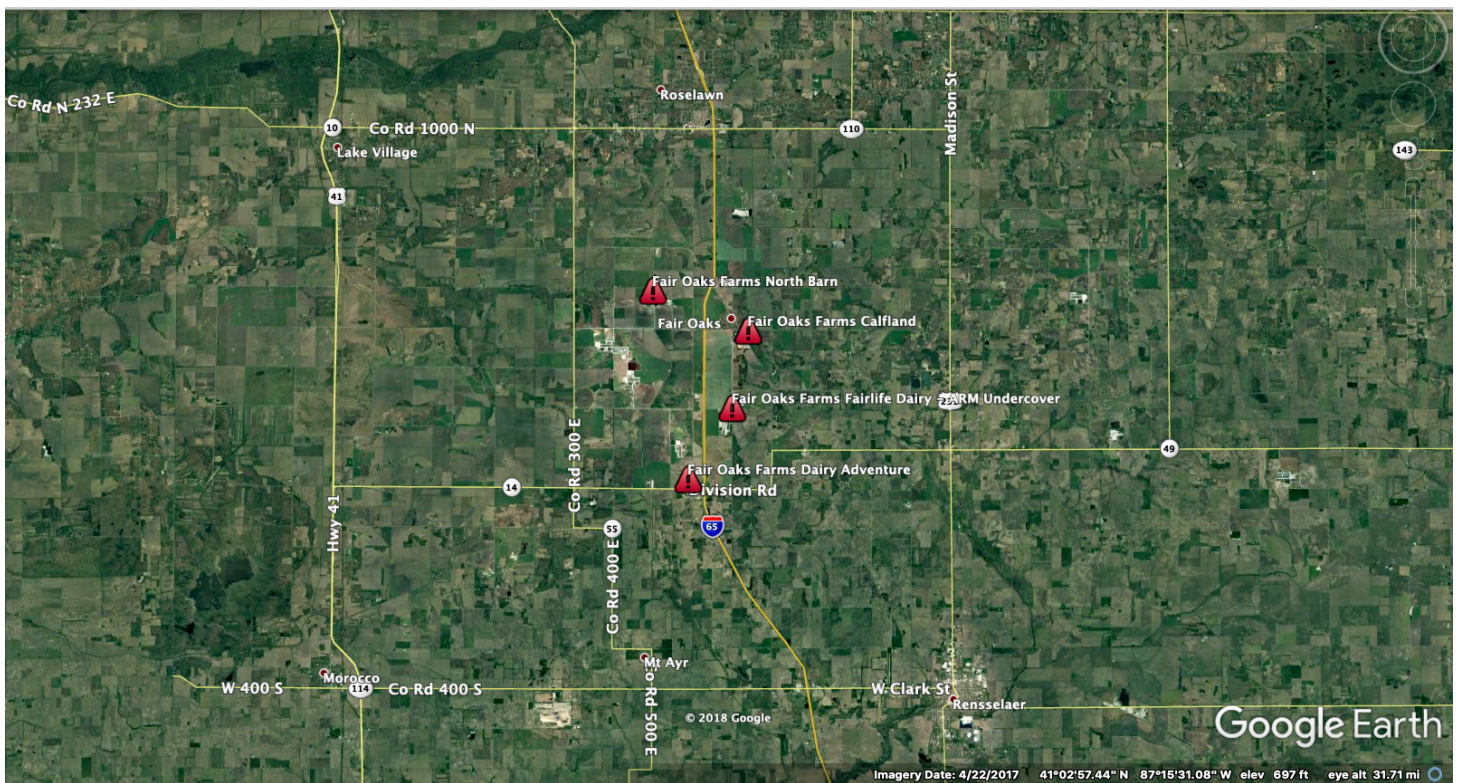 Roselawn
Co Rd N 232 E
10
Co Rd 1000 N
110
Madison St
143
Lake Village
41
Fair Oaks Farms North Barn
Fair Oaks
Fair Oaks Farms Calfland
Fair Oaks Farms Fairlife Dairy - ARM Undercover
Co Rd 300 E
49
Fair Oaks Farms Dairy Adventure
14
Division Rd
Hwy 41
65
55
Co Rd 400 E
Mt Ayr
Morocco
W 400 S
114
Co Rd 400 S
Co Rd 500 E
W Clark St
Rensselaer
© 2018 Google
Google Earth
Imagery Date: 4/22/2017 41°02'57.44" N 87°15'31.08" W elev 697 ft eye alt 31.71 mi